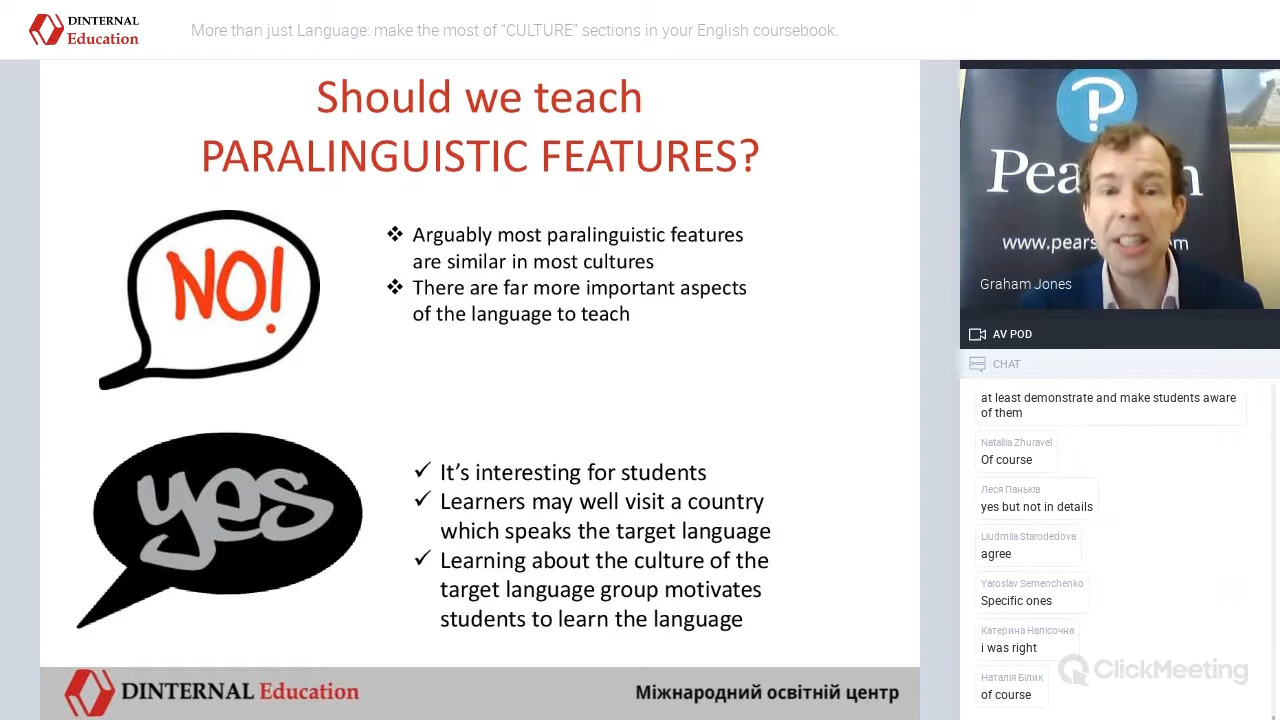 DINTERNAL
Education
More than just Language: make the most of “CULTURE” sections in your English coursebook.
Should we teach
PARALINGUISTIC FEATURES?
NO!
❖ Arguably most paralinguistic features
are similar in most cultures
❖ There are far more important aspects
of the language to teach
yes
✓ It’s interesting for students
✓ Learners may well visit a country
which speaks the target language
✓ Learning about the culture of the
target language group motivates
students to learn the language
DINTERNAL Education
Міжнародний освітній центр
Graham Jones
AV POD
CHAT
at least demonstrate and make students aware
of them
Nataliia Zhuravel
Of course
Леся Паньків
yes but not in details
Liudmila Starodedova
agree
Yaroslav Semenchenko
Specific ones
Катерина Напісочна
i was right
Наталія Білик
of course
ClickMeeting